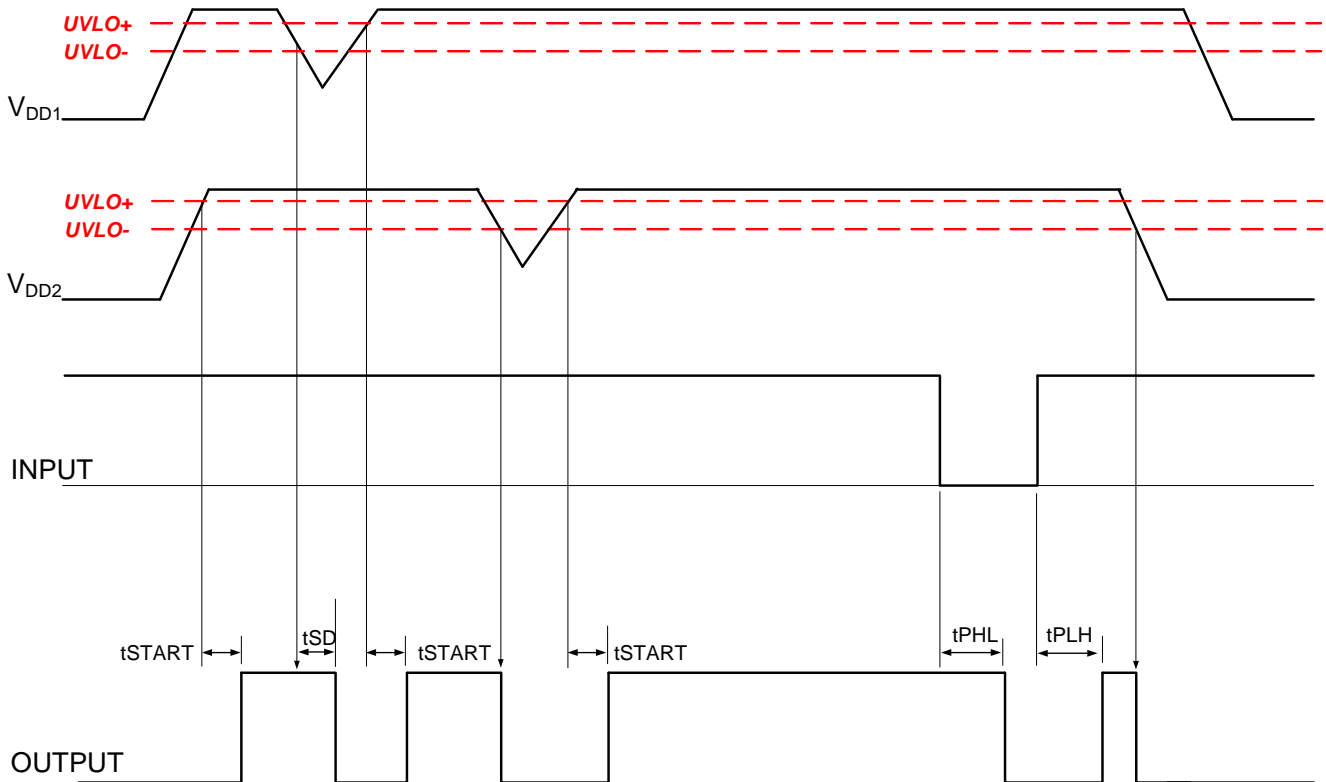 UVLO+
UVLO-
VDD1
UVLO+
UVLO-
VDD2
INPUT
tSTART
tSD
tSTART
tSTART
tPHL
tPLH
OUTPUT